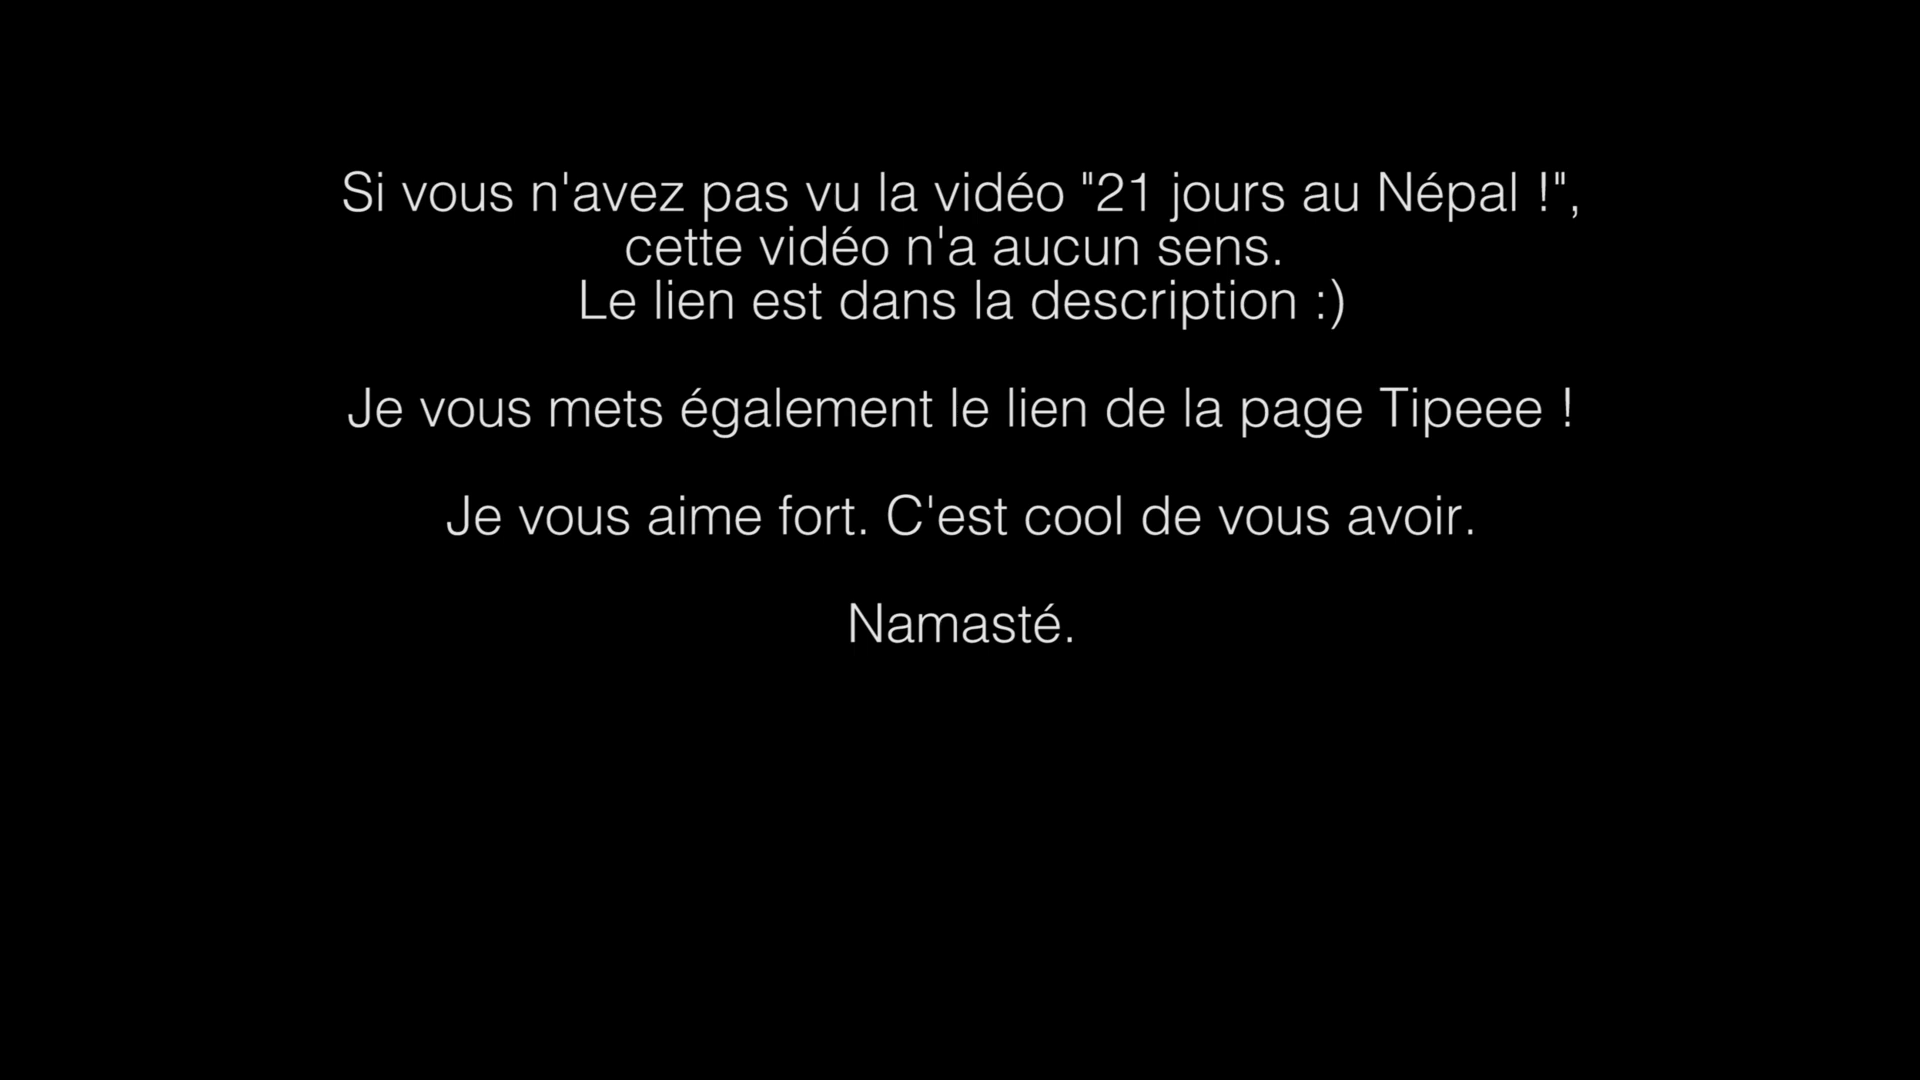 Si vous n'avez pas vu la vidéo "21 jours au Népal !",
cette vidéo n'a aucun sens.
Le lien est dans la description :)
Je vous mets également le lien de la page Tipeee !
Je vous aime fort. C'est cool de vous avoir.
Namasté.